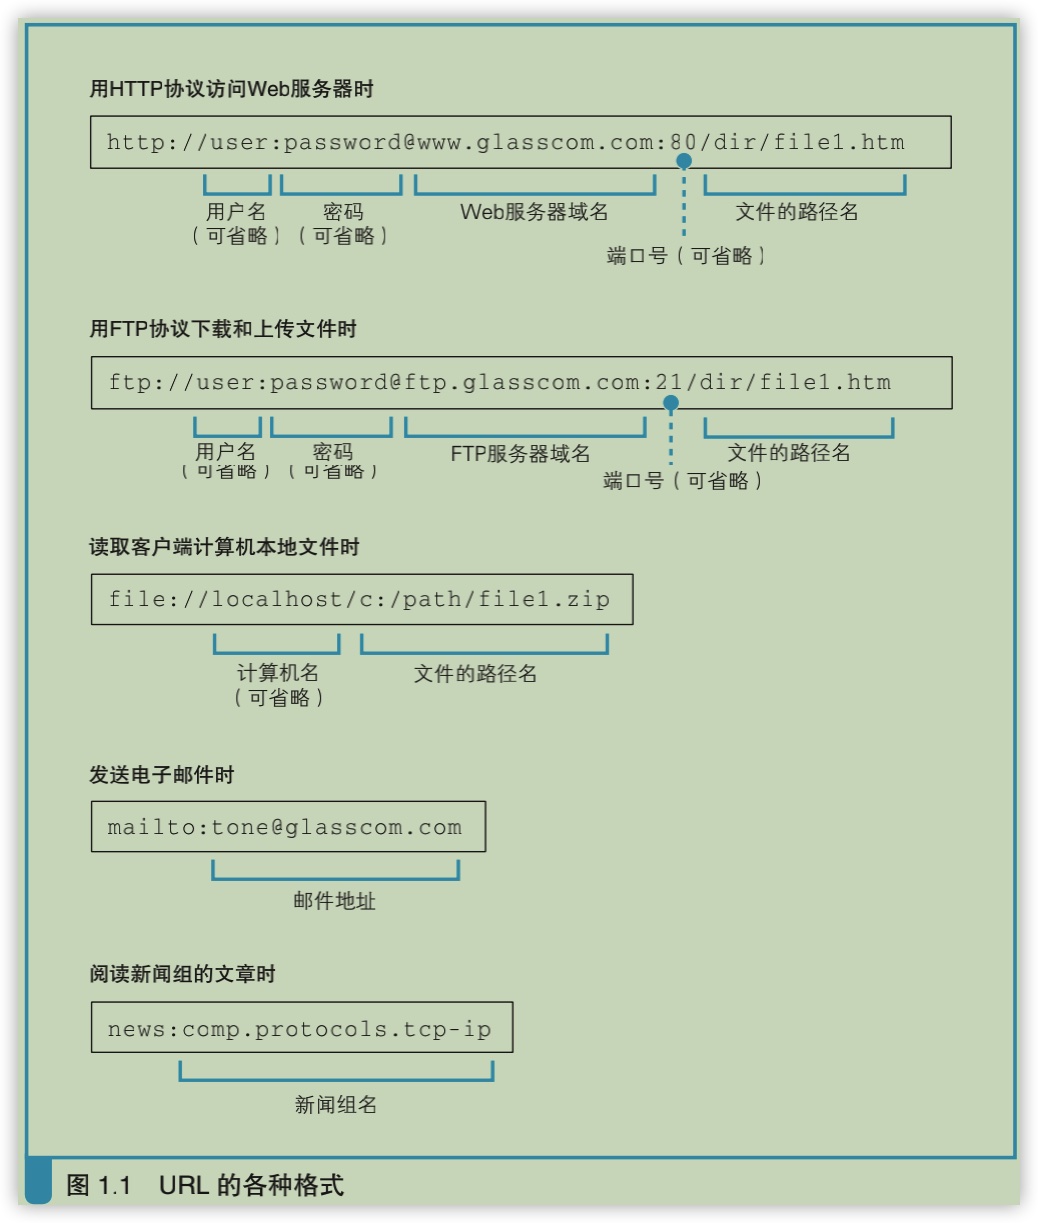 用HTTP协议访问Web服务器时
http://user:password@www.glasscom.com:80/dir/file1.htm
用户名 密码 Web服务器域名 文件的路径名
（可省略） （可省略）
端口号（可省略）
用FTP协议下载和上传文件时
ftp://user:password@ftp.glasscom.com:21/dir/file1.htm
用户名 密码 FTP服务器域名 文件的路径名
（可省略） （可省略）
端口号（可省略）
读取客户端计算机本地文件时
file://localhost/c:/path/file1.zip
计算机名 文件的路径名
（可省略）
发送电子邮件时
mailto:tone@glasscom.com
邮件地址
阅读新闻组的文章时
news:comp.protocols.tcp-ip
新闻组名
图 1.1 URL 的各种格式